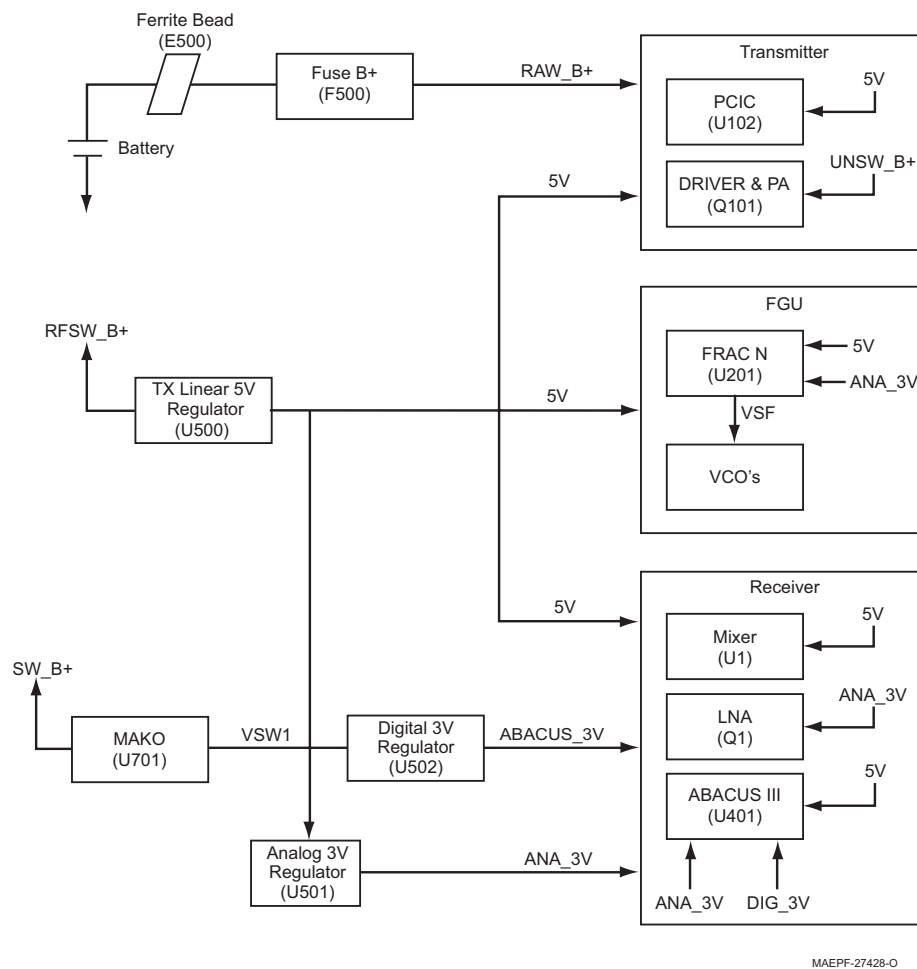 Ferrite Bead
(E500)
Fuse B+
(F500)
RAW_B+
Battery
Transmitter
PCIC
(U102)
5V
DRIVER & PA
(Q101)
UNSW_B+
5V
RFSW_B+
TX Linear 5V
Regulator
(U500)
5V
FGU
FRAC N
(U201)
5V
ANA_3V
VSF
VCO's
5V
Receiver
Mixer
(U1)
5V
LNA
(Q1)
ANA_3V
ABACUS III
(U401)
5V
ANA_3V
DIG_3V
SW_B+
MAKO
(U701)
VSW1
Digital 3V
Regulator
(U502)
ABACUS_3V
Analog 3V
Regulator
(U501)
ANA_3V
MAEPF-27428-O